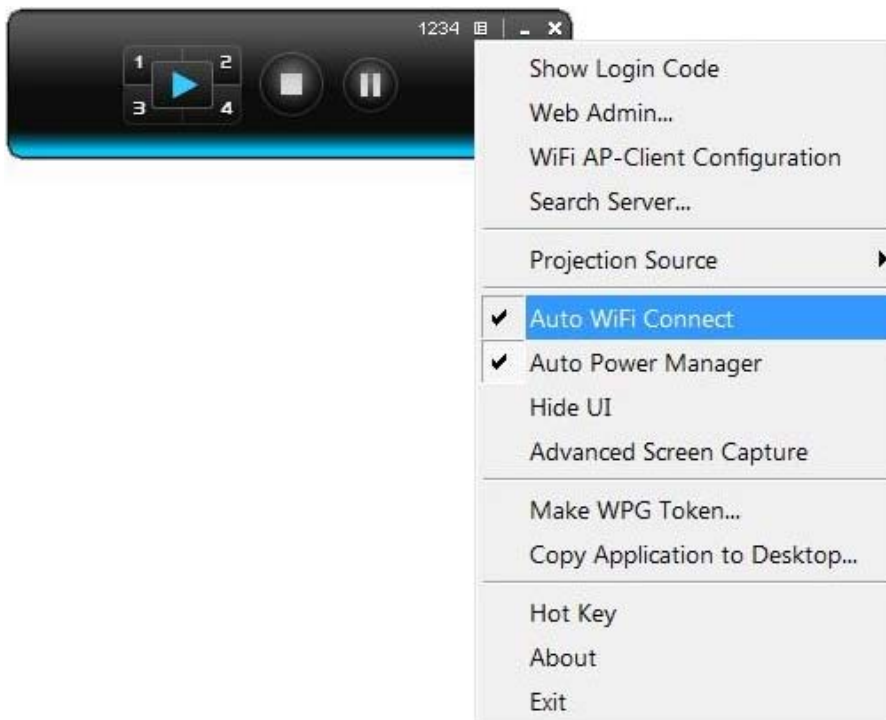 1234
1 2
3 4
Show Login Code
Web Admin...
WiFi AP-Client Configuration
Search Server...
Projection Source
Auto WiFi Connect
Auto Power Manager
Hide UI
Advanced Screen Capture
Make WPG Token...
Copy Application to Desktop...
Hot Key
About
Exit